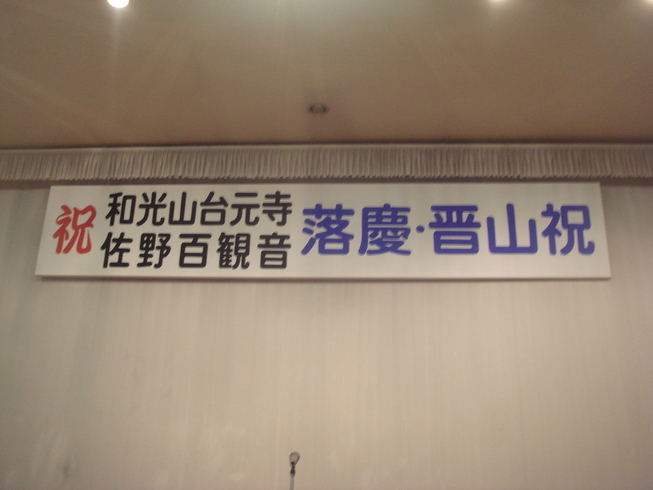 祝
和光山台元寺
佐野百観音
落慶・晋山祝